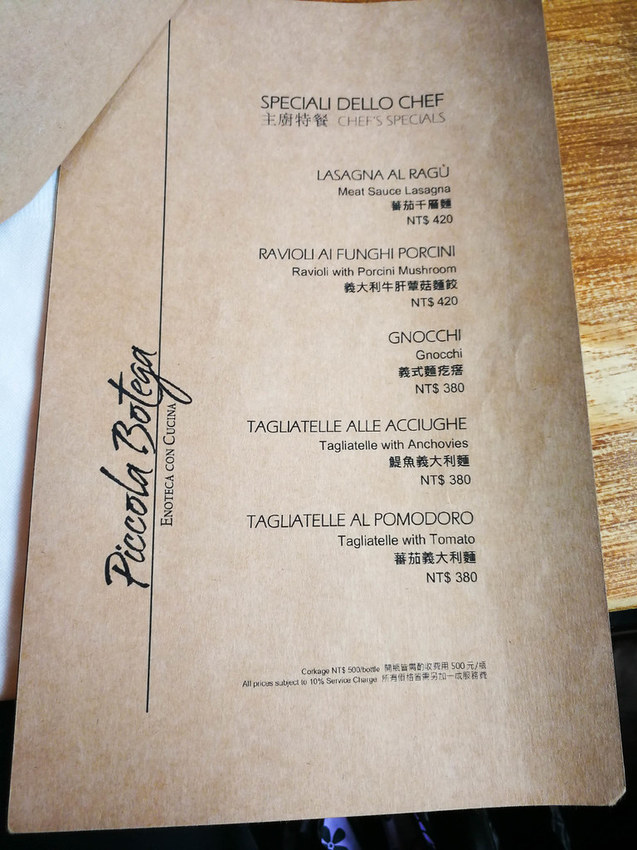 SPECIALI DELLO CHEF
主廚特餐 CHEF'S SPECIALS
LASAGNA AL RAGÙ
Meat Sauce Lasagna
蕃茄千層麵
NT$ 420
RAVIOLI AI FUNGHI PORCINI
Ravioli with Porcini Mushroom
義大利牛肝蕈菇麵餃
NT$ 420
GNOCCHI
Gnocchi
義式麵疙瘩
NT$ 380
TAGLIATELLE ALLE ACCIUGHE
Tagliatelle with Anchovies
鯷魚義大利麵
NT$ 380
TAGLIATELLE AL POMODORO
Tagliatelle with Tomato
蕃茄義大利麵
NT$ 380
Corkage NT$ 500/bottle 開瓶皆需酌收費用 500 元/瓶
All prices subject to 10% Service Charge 所有價格皆需另加一成服務費
Piccola Botega
ENOTECA CON CUCINA